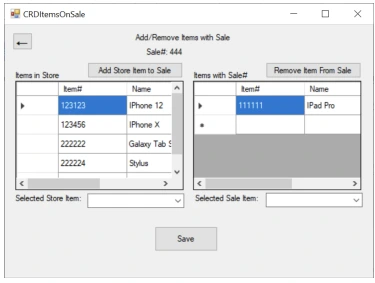 CRDItemsOnSale
Add/Remove Items with Sale
Sale#: 444
Items in Store
Add Store Item to Sale
Items with Sale#
Remove Item From Sale
Item# Name
123123 IPhone 12
123456 IPhone X
222222 Galaxy Tab S
222224 Stylus
Item# Name
111111 IPad Pro
Selected Store Item:
Selected Sale Item:
Save